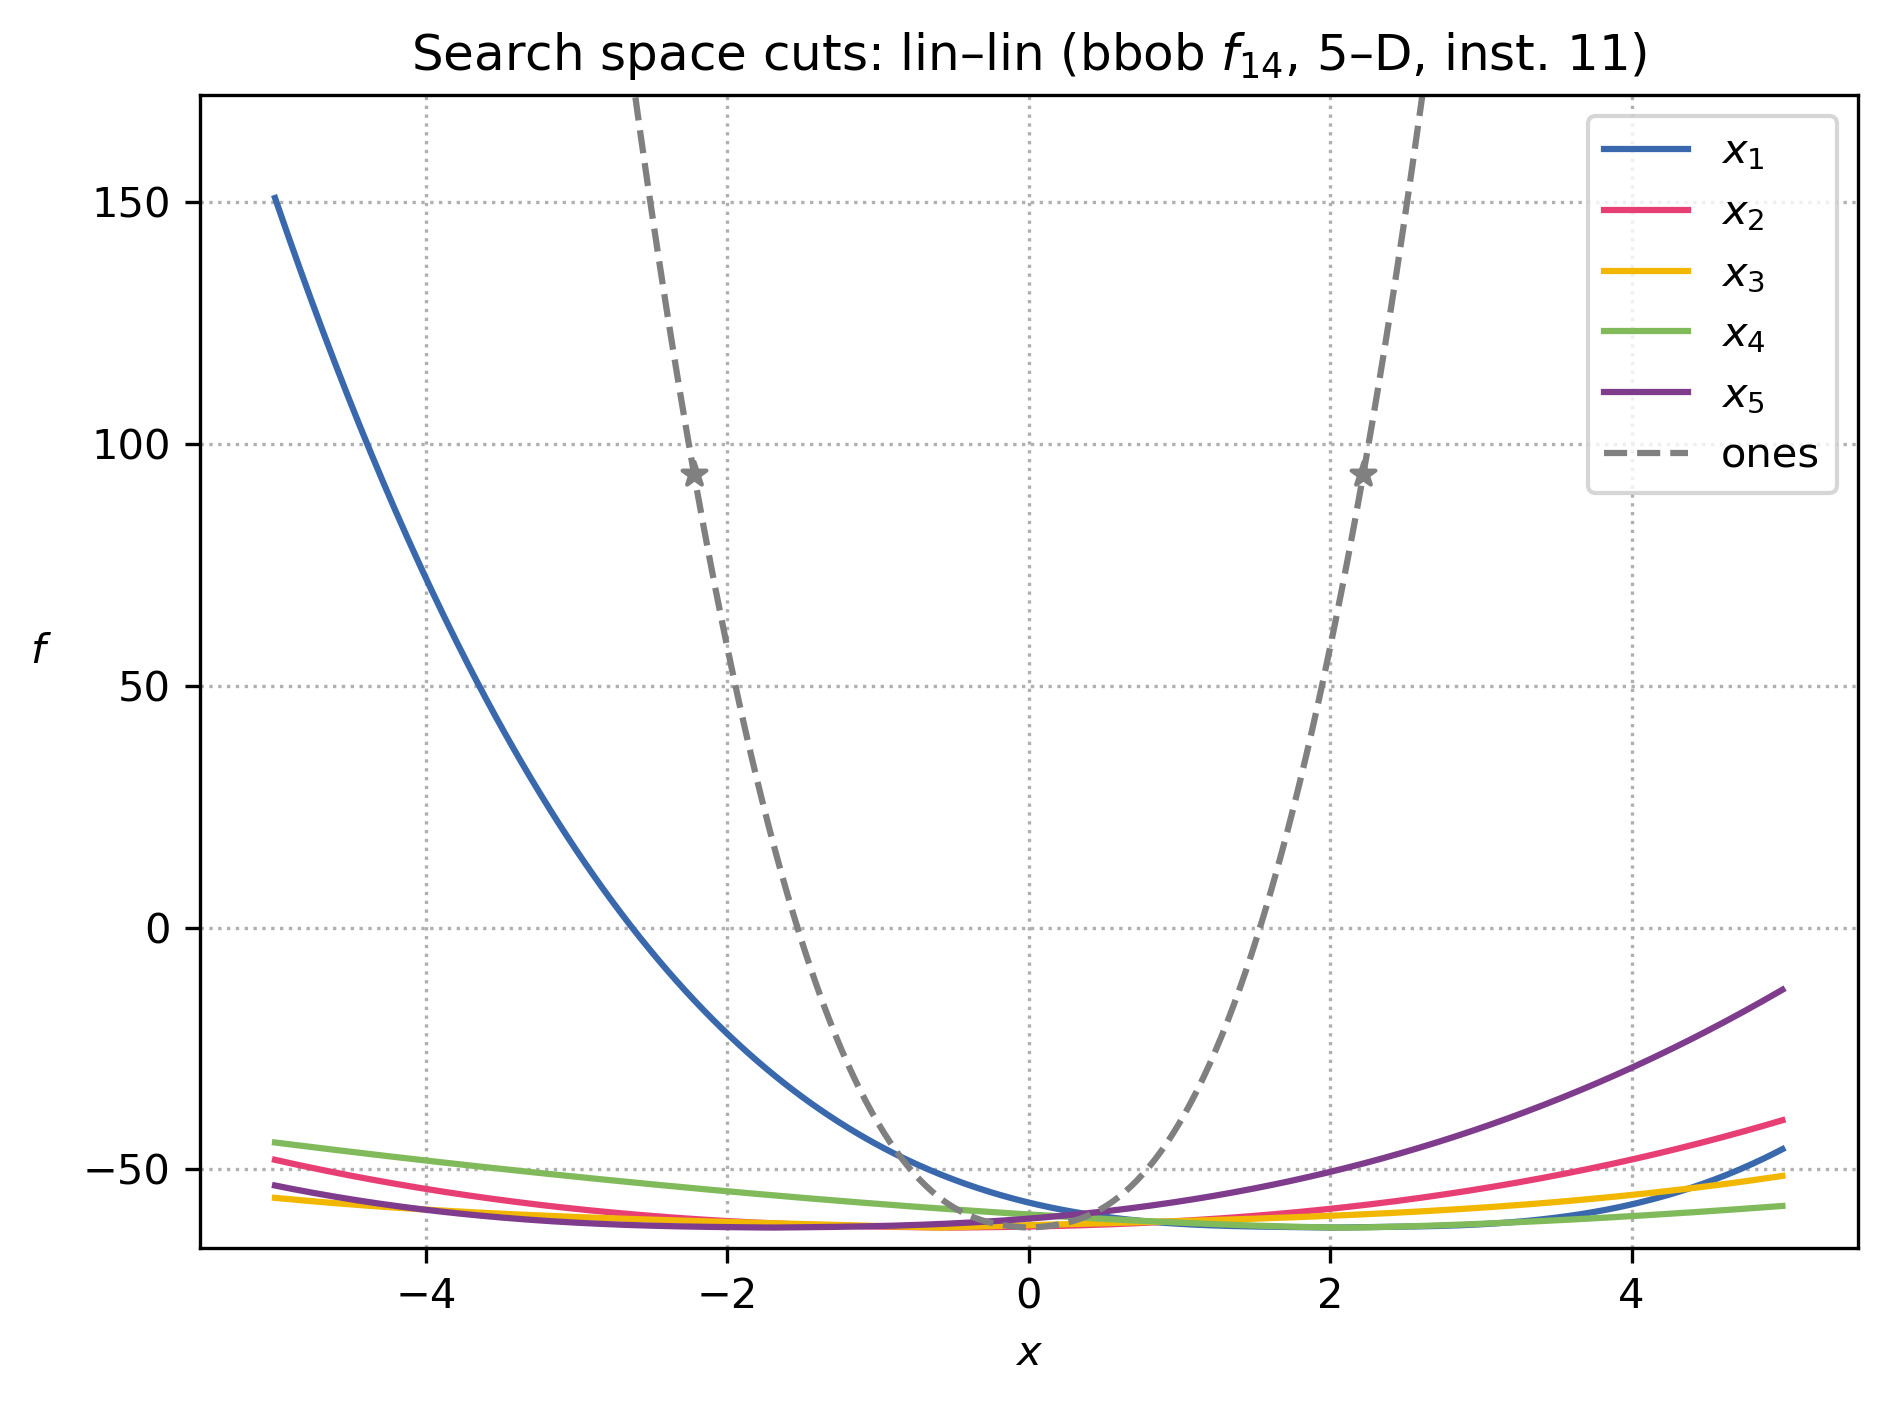 Search space cuts: lin–lin (bbob f14, 5–D, inst. 11)
150
100
50
0
−50
f
−4
−2
0
2
4
x
x1
x2
x3
x4
x5
ones